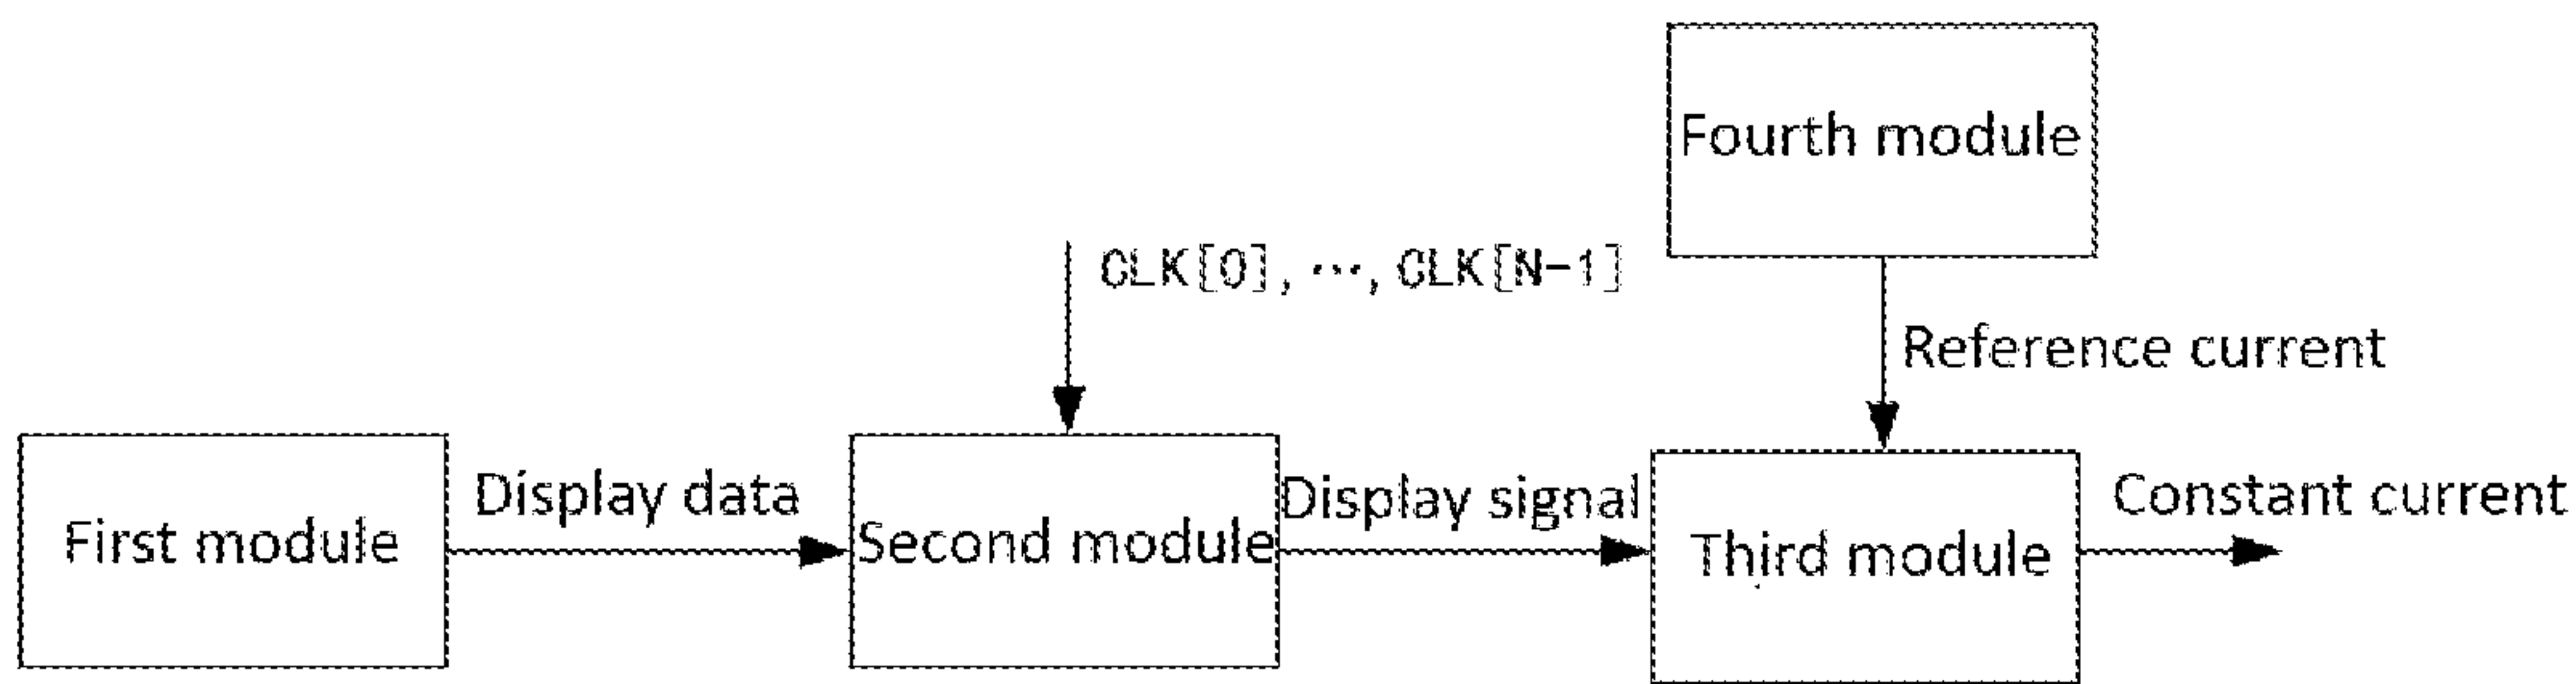 Fourth module
CLK[0], ···, CLK[N-1]
Reference current
First module
Display data
Second module
Display signal
Third module
Constant current